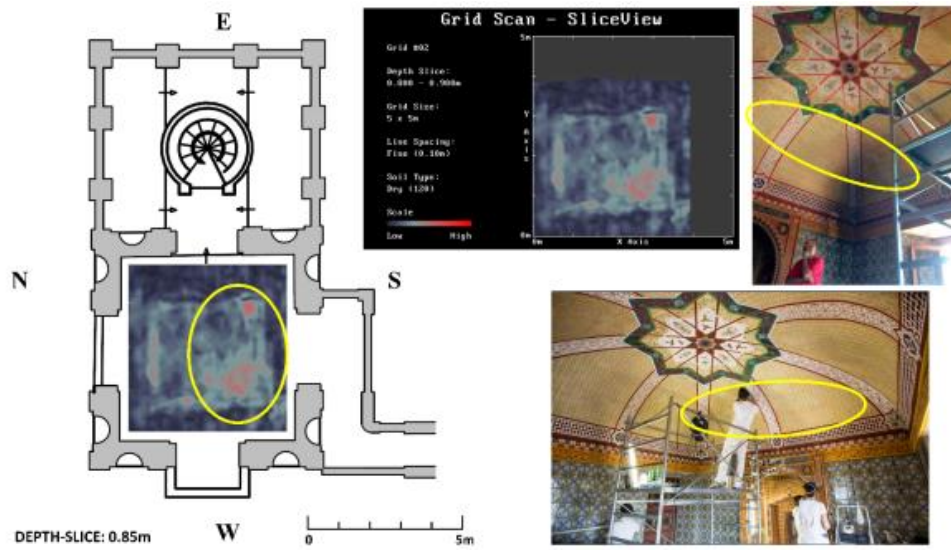 E
N
S
W
DEPTH-SLICE: 0.85m
0
5m
Grid Scan - SliceView
Grid #02
Depth Slice:
0.800 - 0.900m
Grid Size:
5 x 5m
Line Spacing:
Fine (0.10m)
Soil Type:
Dry (120)
Scale
Low High
5m
Y Axis
0m
0m X Axis 5m